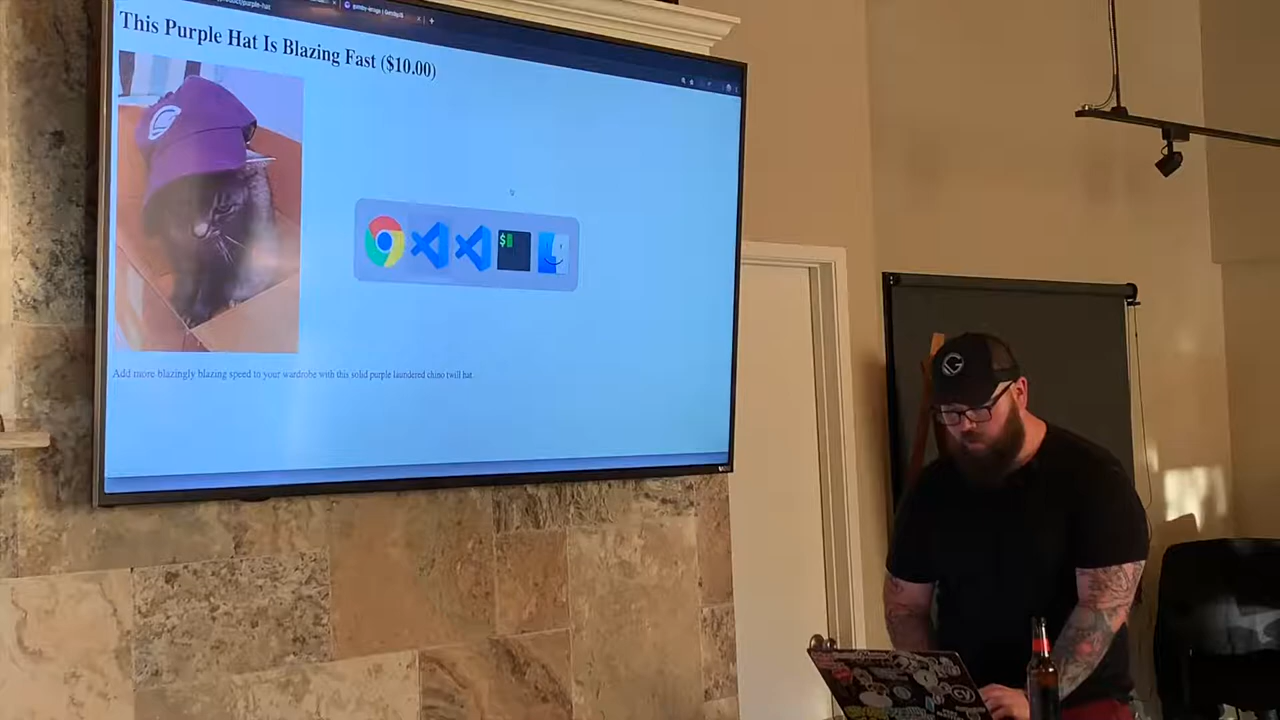 This Purple Hat Is Blazing Fast ($10.00)
Add more blazingly blazing speed to your wardrobe with this solid purple laundered chino twill hat.
$
cy